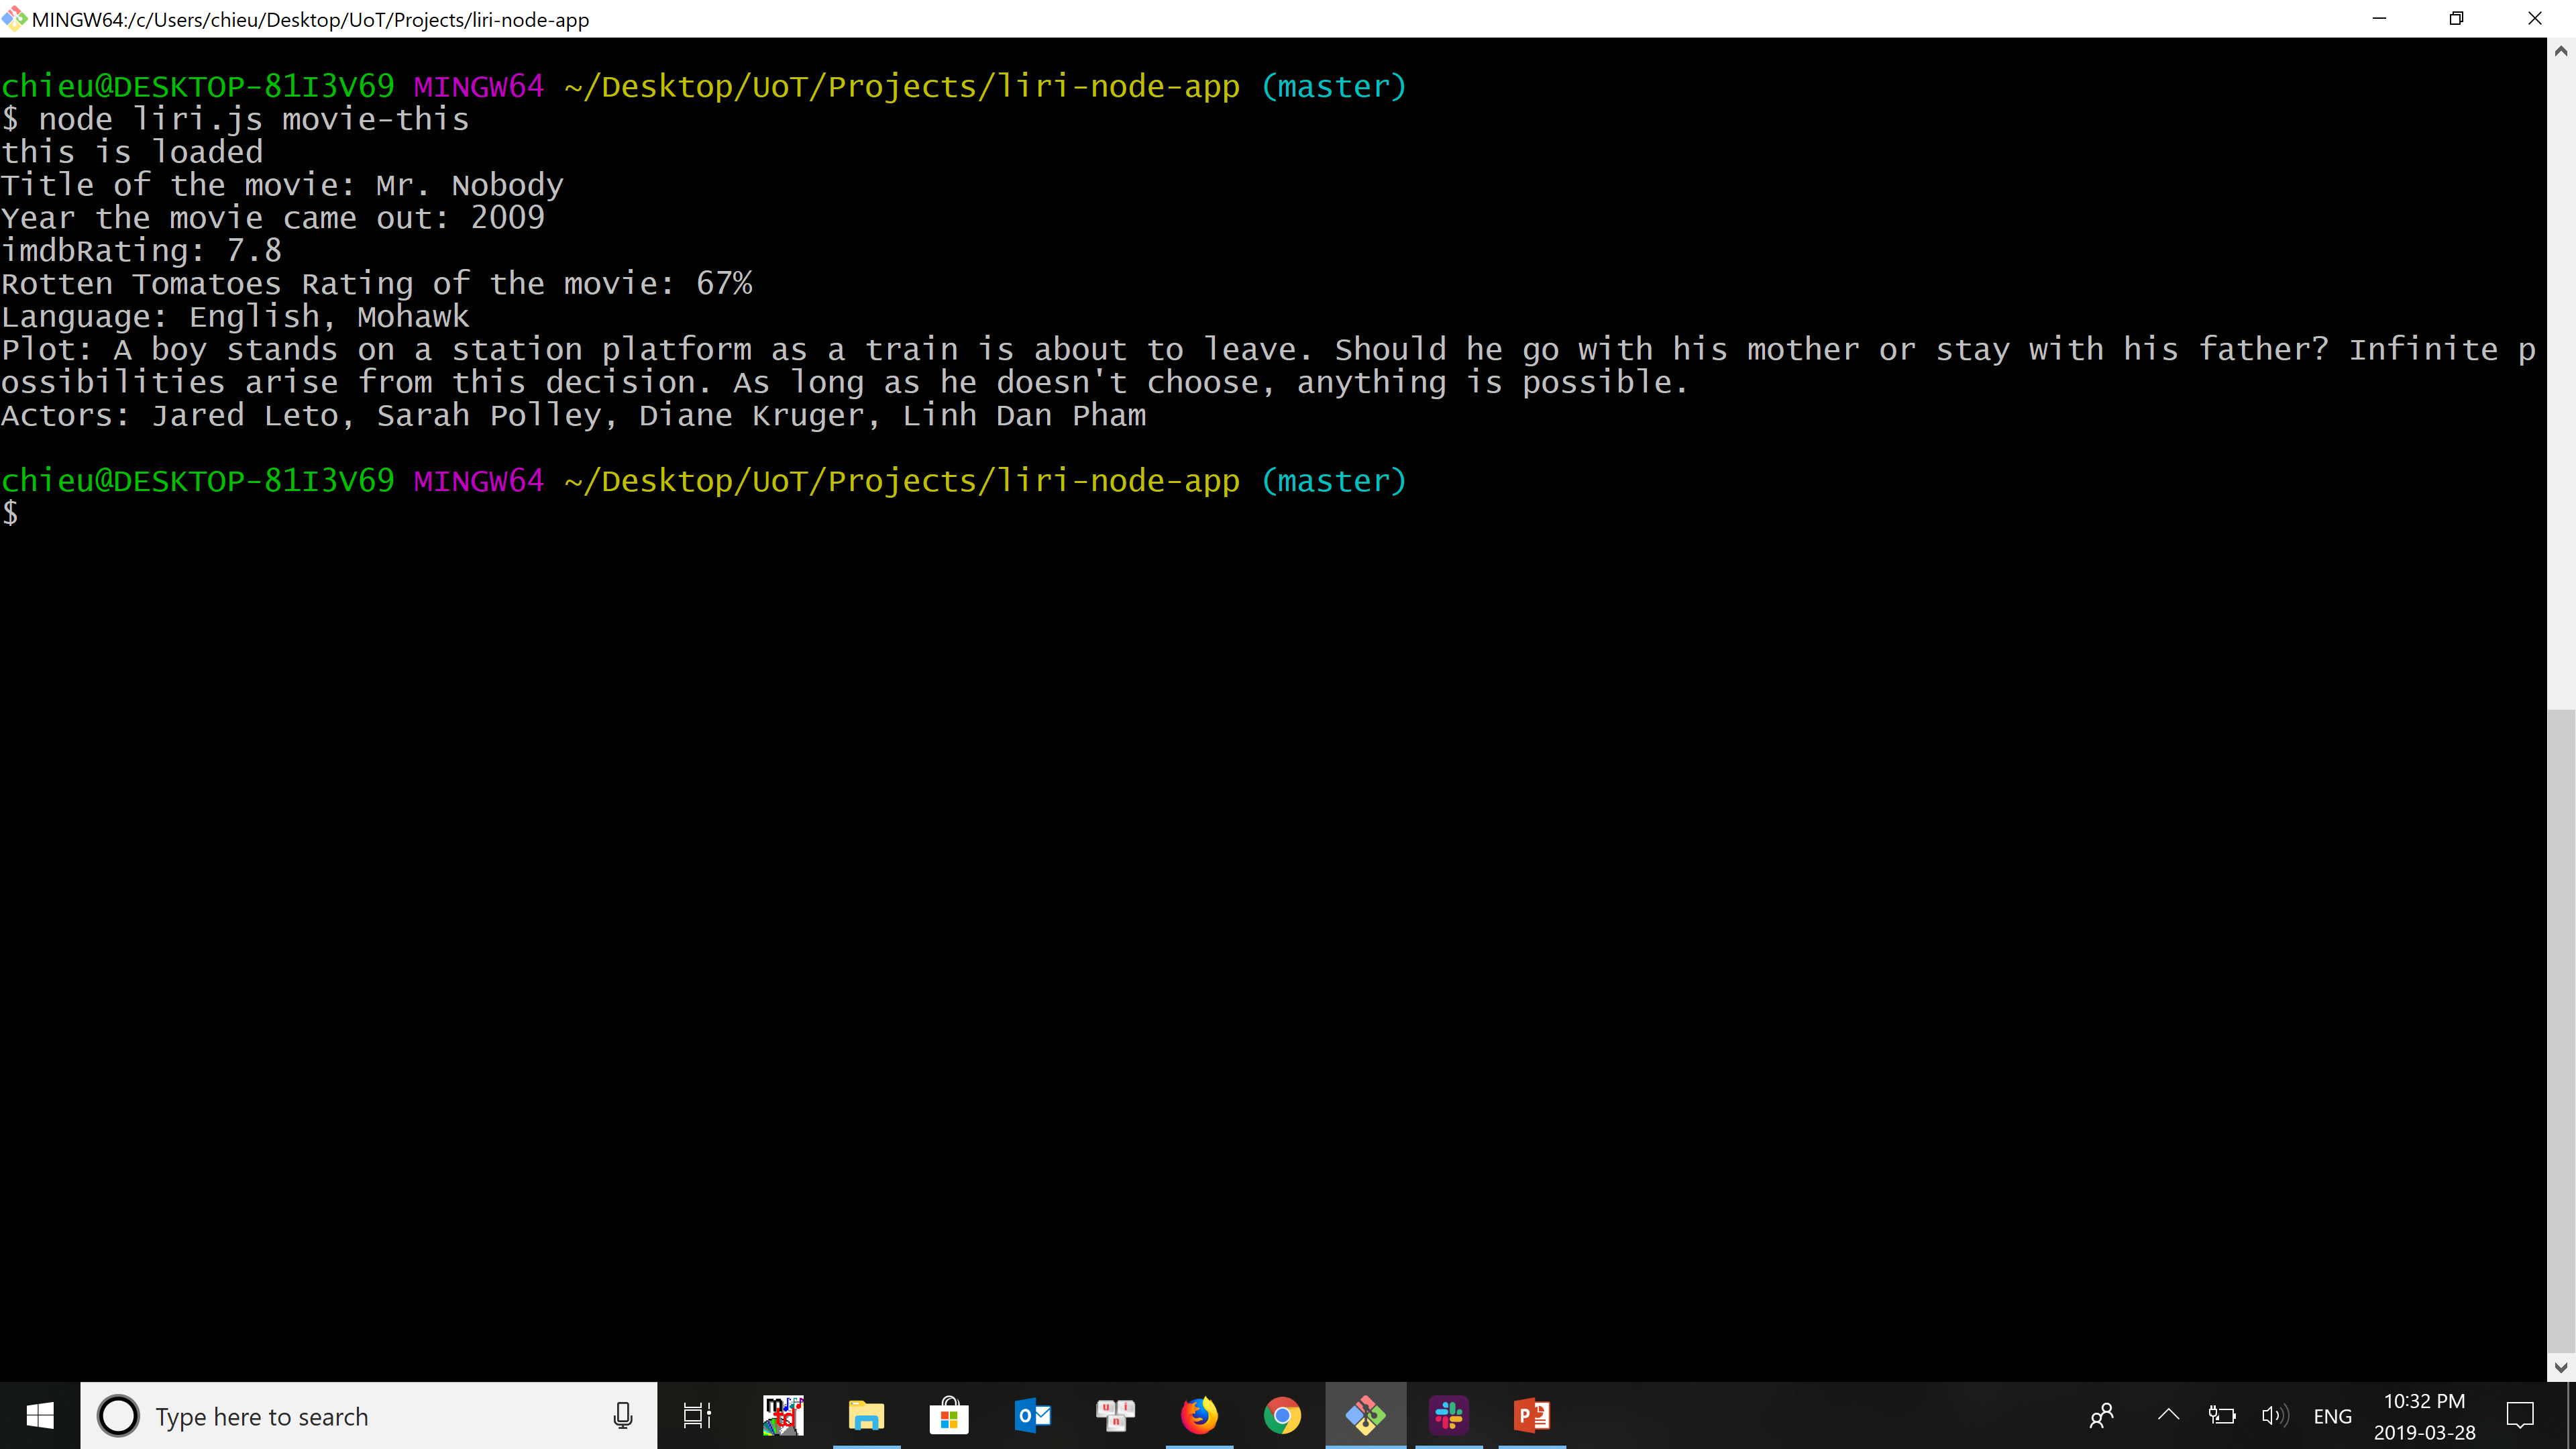 MINGW64:/c/Users/chieu/Desktop/UoT/Projects/liri-node-app
chieu@DESKTOP-81I3V69 MINGW64 ~/Desktop/UoT/Projects/liri-node-app (master)
$ node liri.js movie-this
this is loaded
Title of the movie: Mr. Nobody
Year the movie came out: 2009
imdbRating: 7.8
Rotten Tomatoes Rating of the movie: 67%
Language: English, Mohawk
Plot: A boy stands on a station platform as a train is about to leave. Should he go with his mother or stay with his father? Infinite p
ossibilities arise from this decision. As long as he doesn't choose, anything is possible.
Actors: Jared Leto, Sarah Polley, Diane Kruger, Linh Dan Pham
chieu@DESKTOP-81I3V69 MINGW64 ~/Desktop/UoT/Projects/liri-node-app (master)
$
Type here to search
ENG
10:32 PM
2019-03-28